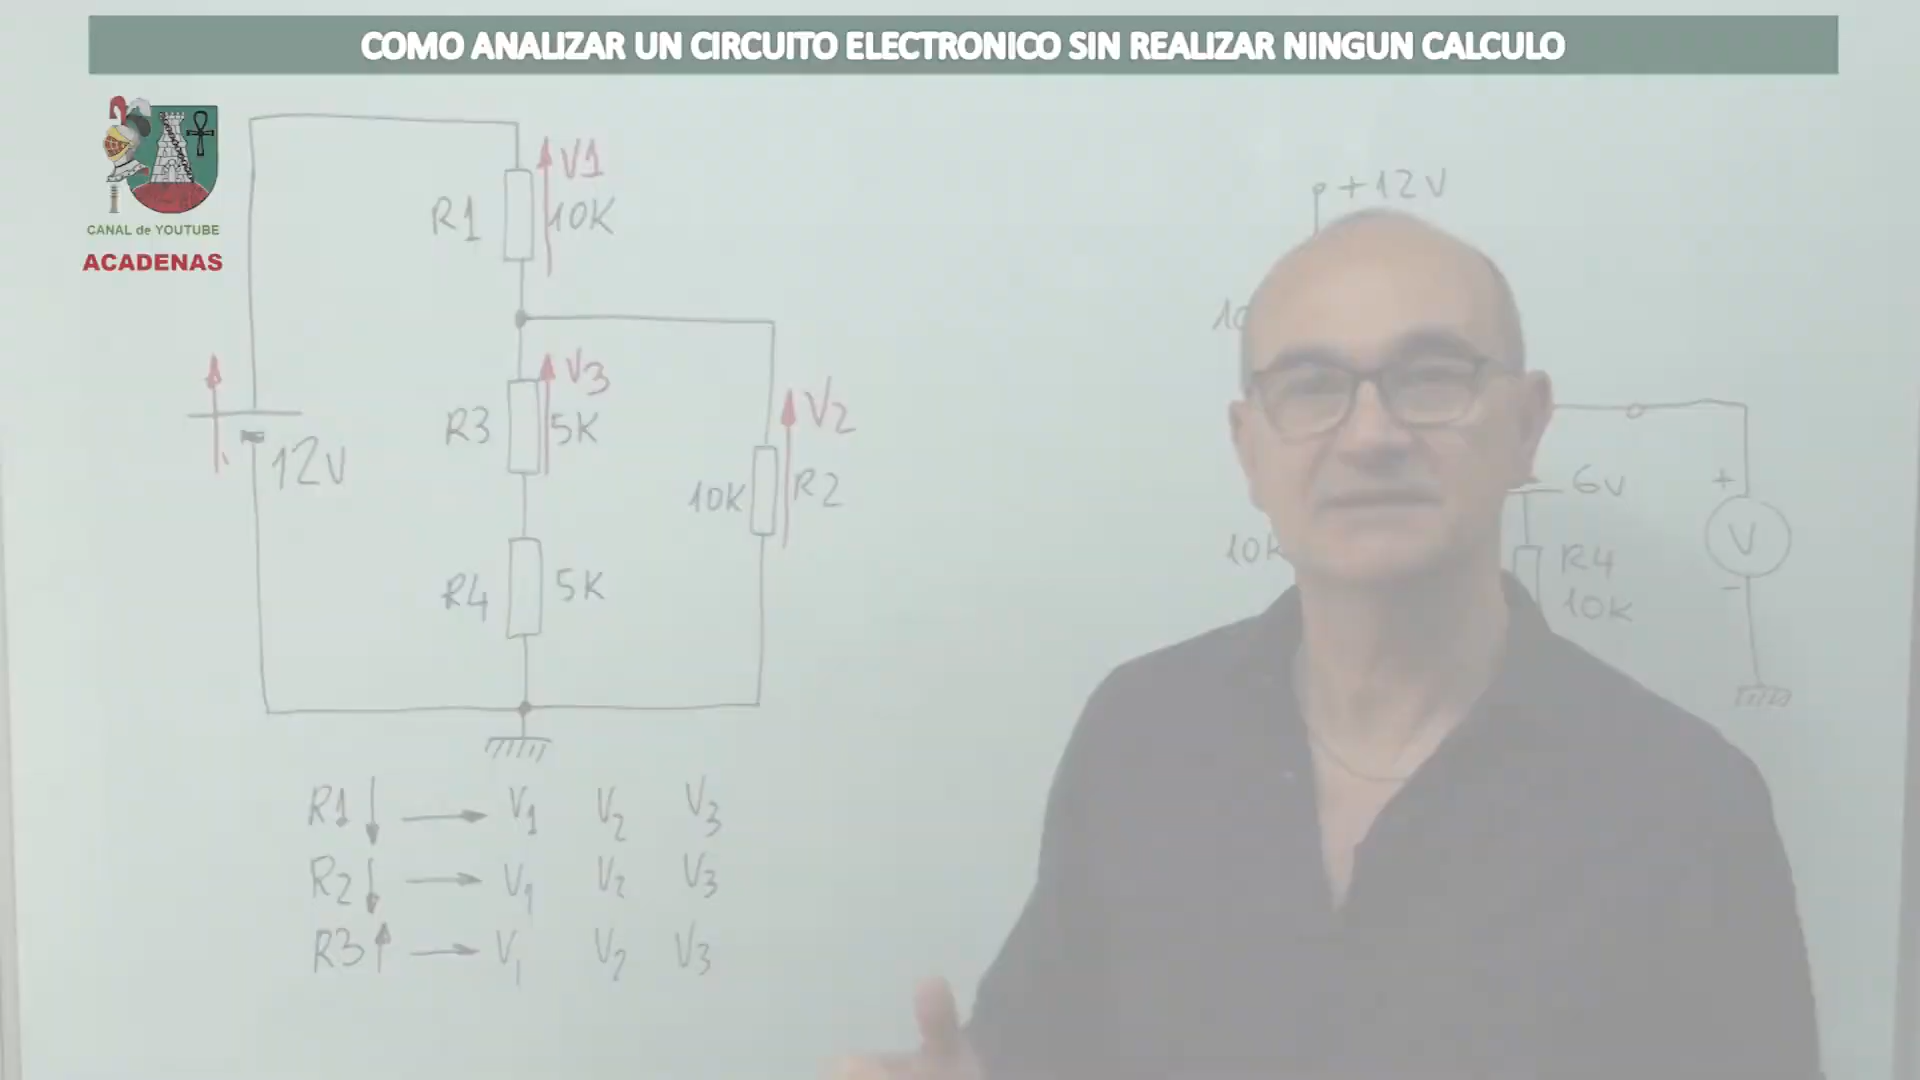 COMO ANALIZAR UN CIRCUITO ELECTRONICO SIN REALIZAR NINGUN CALCULO
CANAL de YOUTUBE
ACADENAS
V1
R1 10K
V3
R3 5K
V2
10K R2
12V
R4 5K
R1 ↓ → V1 V2 V3
R2 ↓ → V1 V2 V3
R3 ↑ → V1 V2 V3
+12V
10
6V
+
V
-
10K
R4
10K